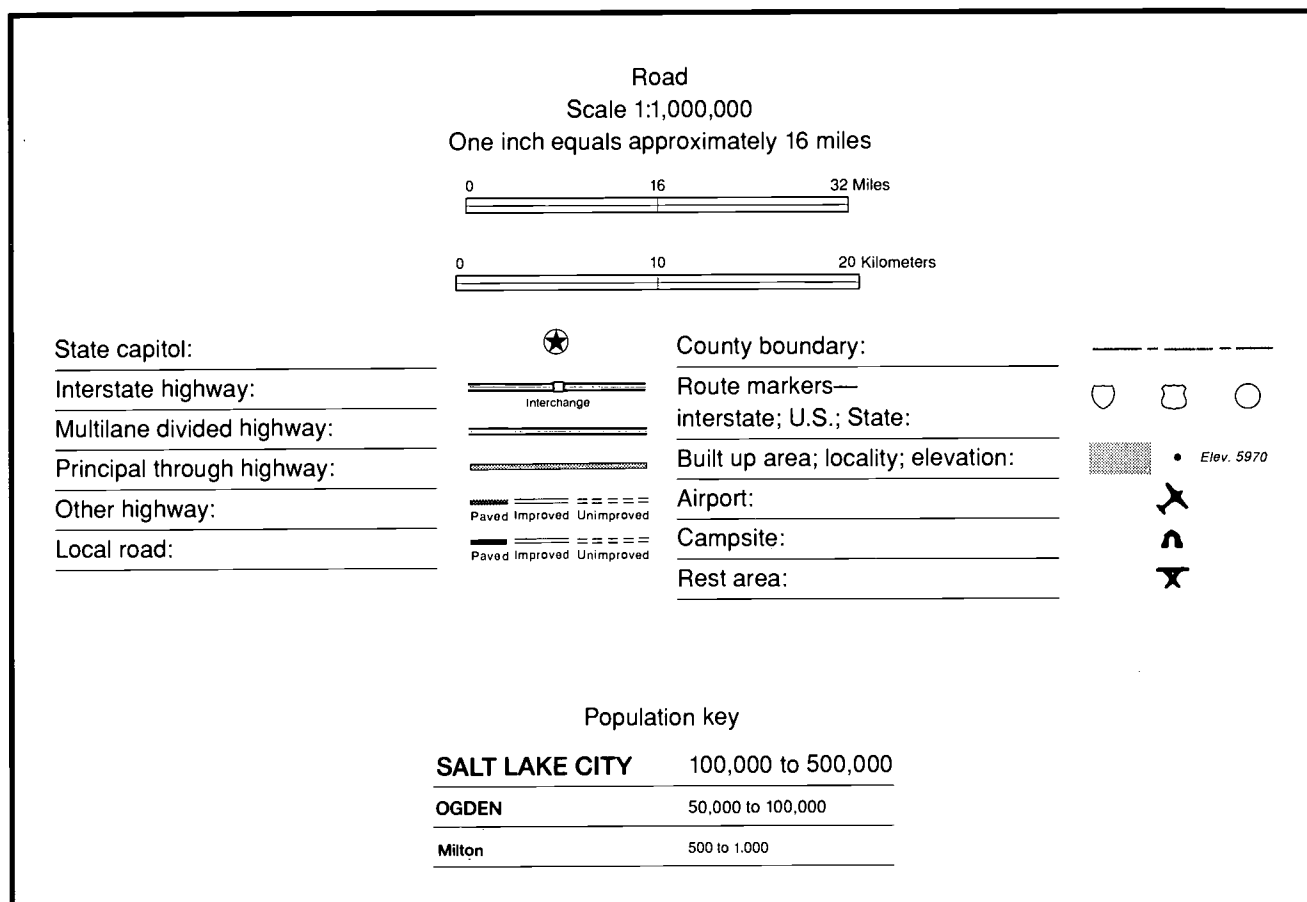 Road
Scale 1:1,000,000
One inch equals approximately 16 miles
0 16 32 Miles
0 10 20 Kilometers
State capitol:
Interstate highway:
Interchange
Multilane divided highway:
Principal through highway:
Other highway:
Paved Improved Unimproved
Local road:
Paved Improved Unimproved
County boundary:
Route markers—
interstate; U.S.; State:
Built up area; locality; elevation:
Elev. 5970
Airport:
Campsite:
Rest area:
Population key
SALT LAKE CITY 100,000 to 500,000
OGDEN 50,000 to 100,000
Milton 500 to 1.000